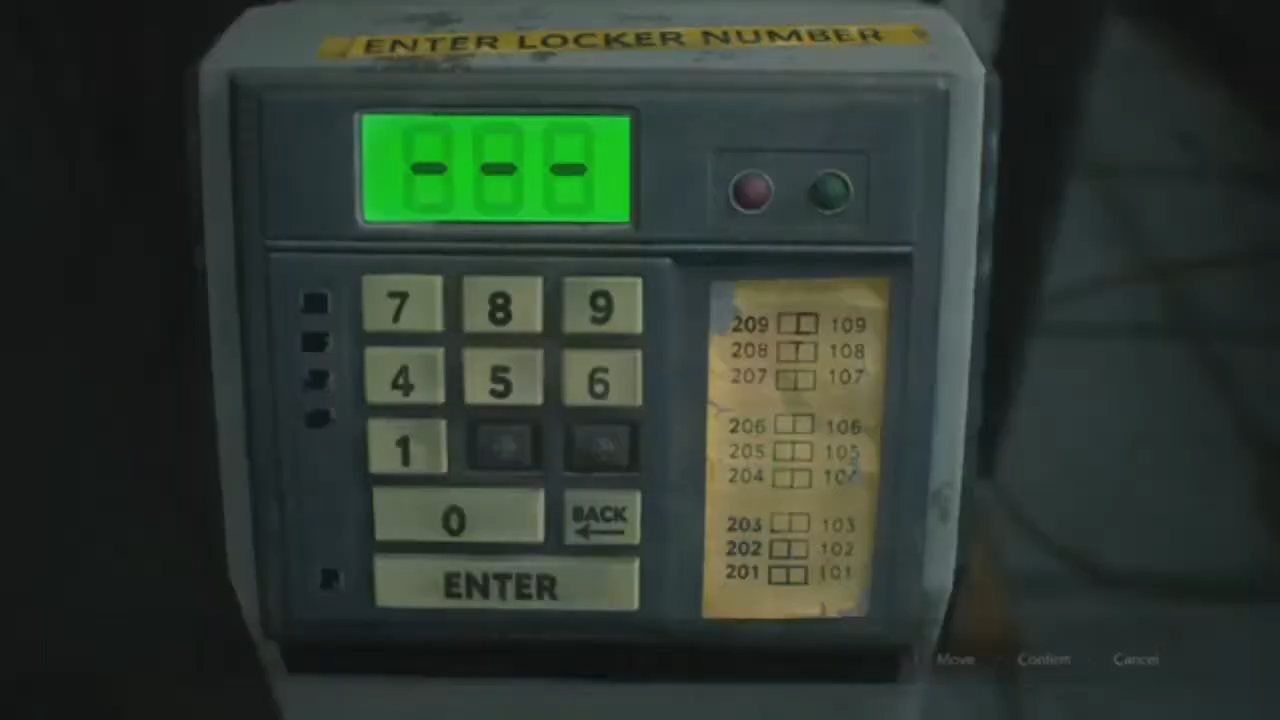 ENTER LOCKER NUMBER
- - -
7 8 9
4 5 6
1
0 BACK
ENTER
209 109
208 108
207 107
206 106
205 105
204
203 103
202 102
201 101
Move Confirm Cancel